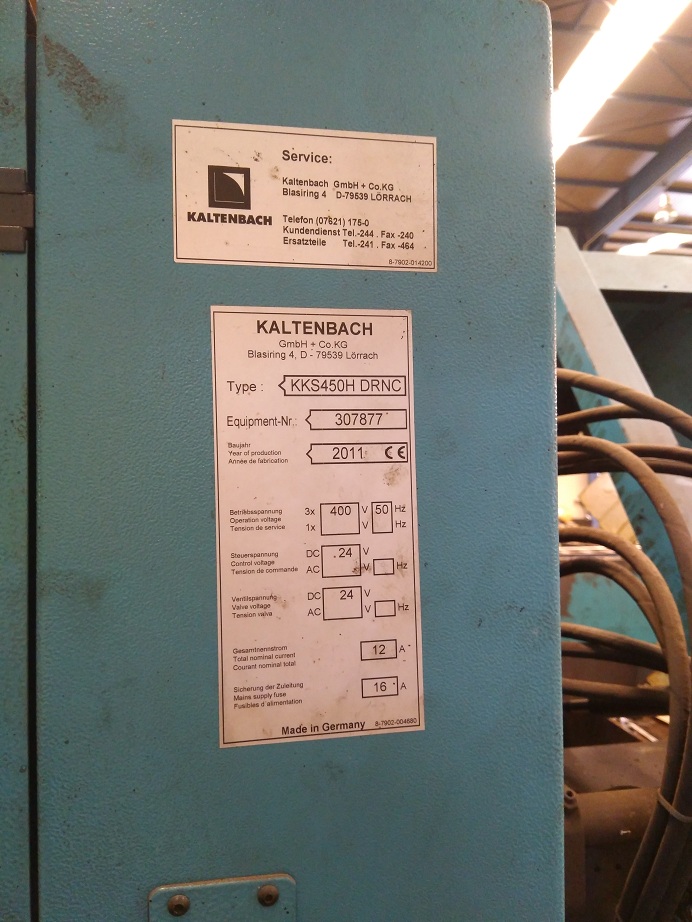 Service:
KALTENBACH
Kaltenbach GmbH + Co.KG
Blasiring 4 D-79539 LÖRRACH
Telefon (07621) 175-0
Kundendienst Tel.-244 . Fax -240
Ersatzteile Tel.-241 . Fax -464
8-7902-014200
KALTENBACH
GmbH + Co.KG
Blasiring 4, D - 79539 Lörrach
Type : KKS450H DRNC
Equipment-Nr.: 307877
Baujahr
Year of production 2011 CE
Année de fabrication
Betriebsspannung 3x 400 V 50 Hz
Operation voltage
Tension de service 1x V Hz
Steuerspannung DC 24 V
Control voltage
Tension de commande AC V Hz
Ventilspannung DC 24 V
Valve voltage
Tension valva AC V Hz
Gesamtnennstrom
Total nominal current 12 A
Courant nominal total
Sicherung der Zuleitung
Mains supply fuse 16 A
Fusibles d'alimentation
Made in Germany 8-7902-004680